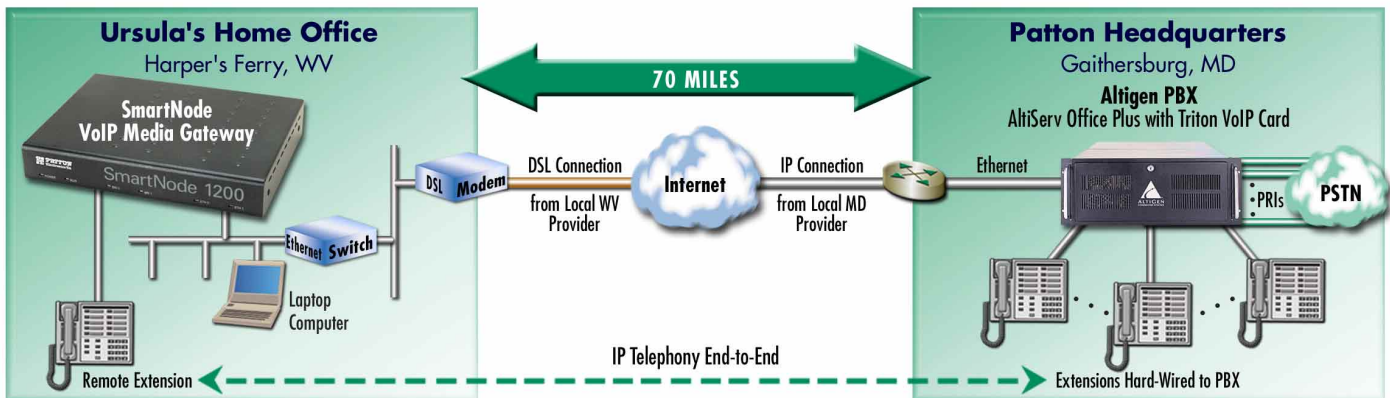 Ursula's Home Office
Harper's Ferry, WV
SmartNode
VoIP Media Gateway
PATTON
SmartNode 1200
Ethernet Switch
Laptop
Computer
Remote Extension
DSL Modem
70 MILES
DSL Connection
from Local WV
Provider
Internet
IP Connection
from Local MD
Provider
IP Telephony End-to-End
Patton Headquarters
Gaithersburg, MD
Altigen PBX
AltiServ Office Plus with Triton VoIP Card
Ethernet
ALTIGEN
PRIs
PSTN
Extensions Hard-Wired to PBX